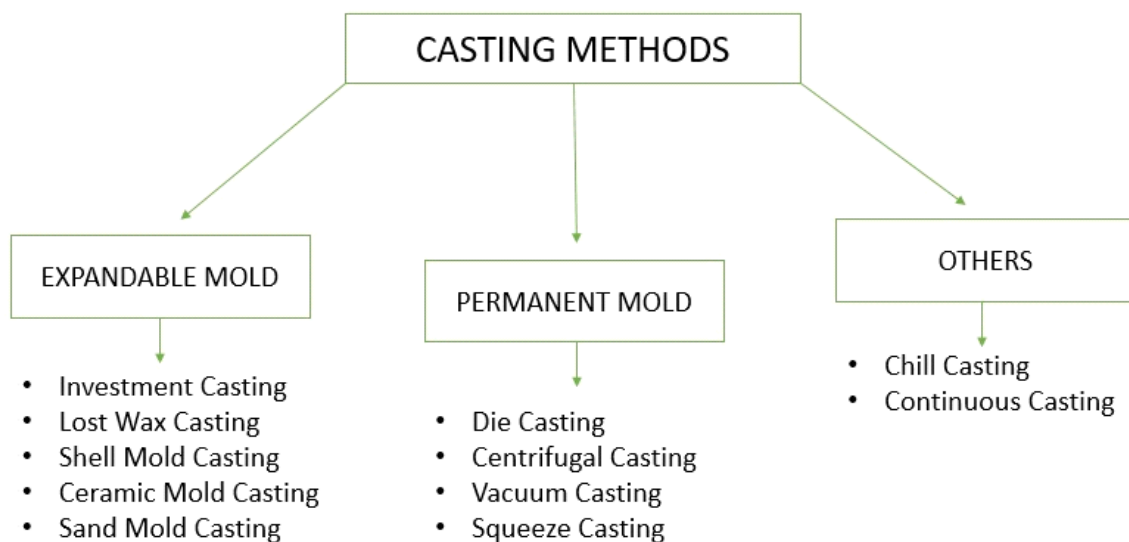 CASTING METHODS
EXPANDABLE MOLD
• Investment Casting
• Lost Wax Casting
• Shell Mold Casting
• Ceramic Mold Casting
• Sand Mold Casting
PERMANENT MOLD
• Die Casting
• Centrifugal Casting
• Vacuum Casting
• Squeeze Casting
OTHERS
• Chill Casting
• Continuous Casting